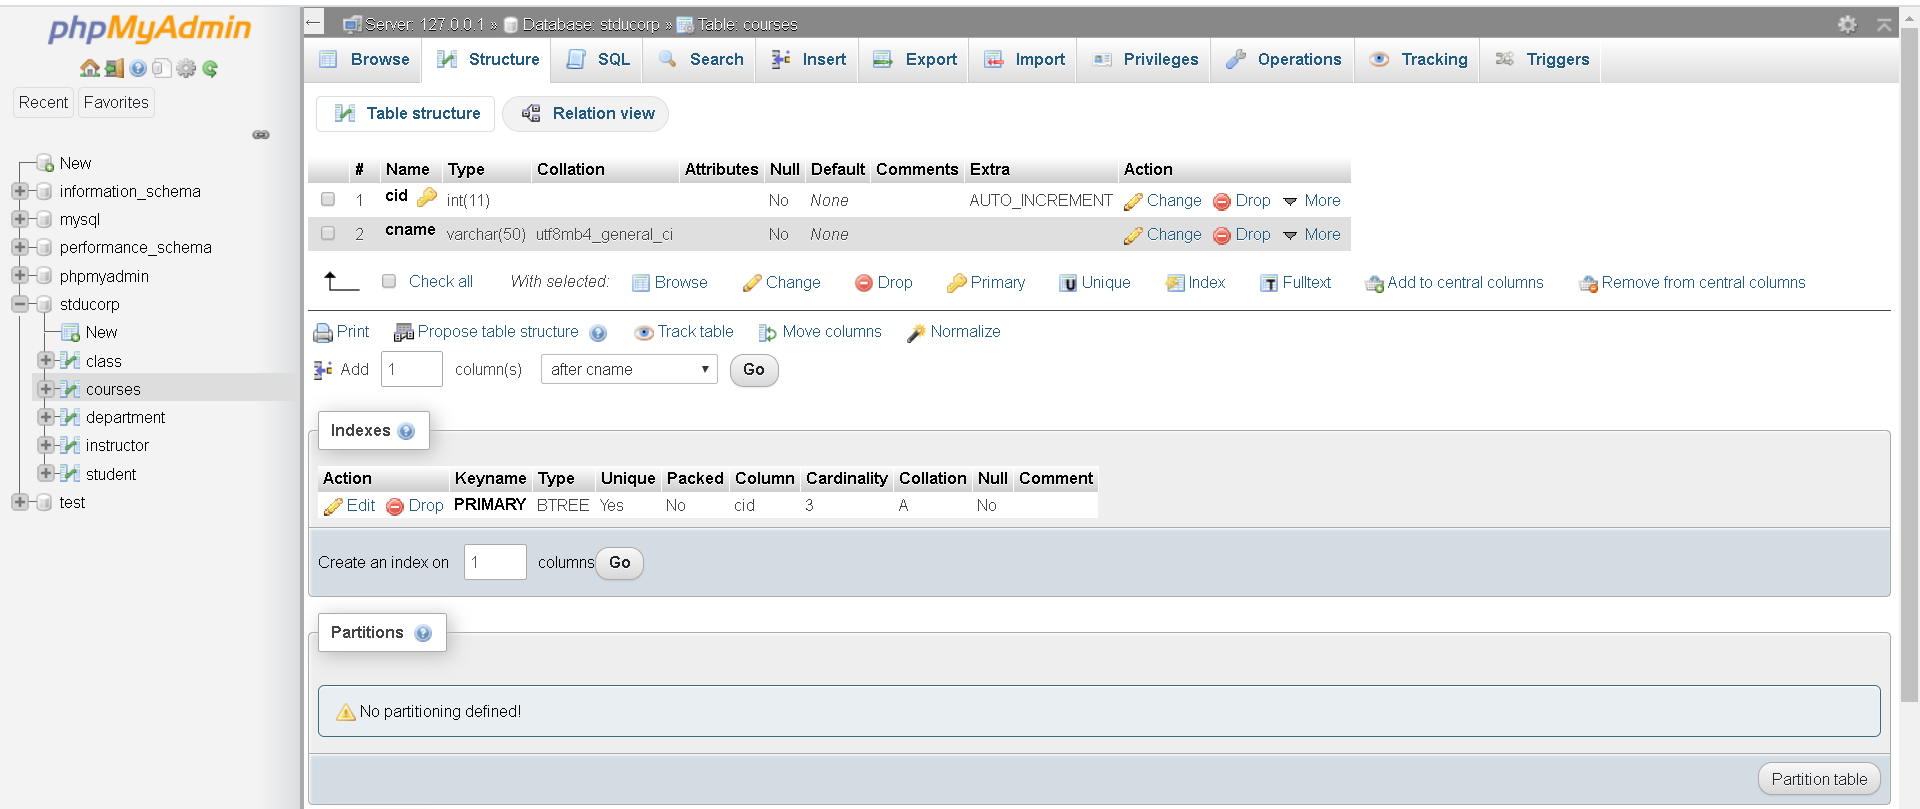 phpMyAdmin
Recent Favorites
New
information_schema
mysql
performance_schema
phpmyadmin
stducorp
New
class
courses
department
instructor
student
test
Server: 127.0.0.1 » Database: stducorp » Table: courses
Browse Structure SQL Search Insert Export Import Privileges Operations Tracking Triggers
Table structure Relation view
# Name Type Collation Attributes Null Default Comments Extra Action
1 cid int(11) No None AUTO_INCREMENT Change Drop More
2 cname varchar(50) utf8mb4_general_ci No None Change Drop More
Check all With selected: Browse Change Drop Primary Unique Index Fulltext Add to central columns Remove from central columns
Print Propose table structure Track table Move columns Normalize
Add 1 column(s) after cname Go
Indexes
Action Keyname Type Unique Packed Column Cardinality Collation Null Comment
Edit Drop PRIMARY BTREE Yes No cid 3 A No
Create an index on 1 columns Go
Partitions
No partitioning defined!
Partition table